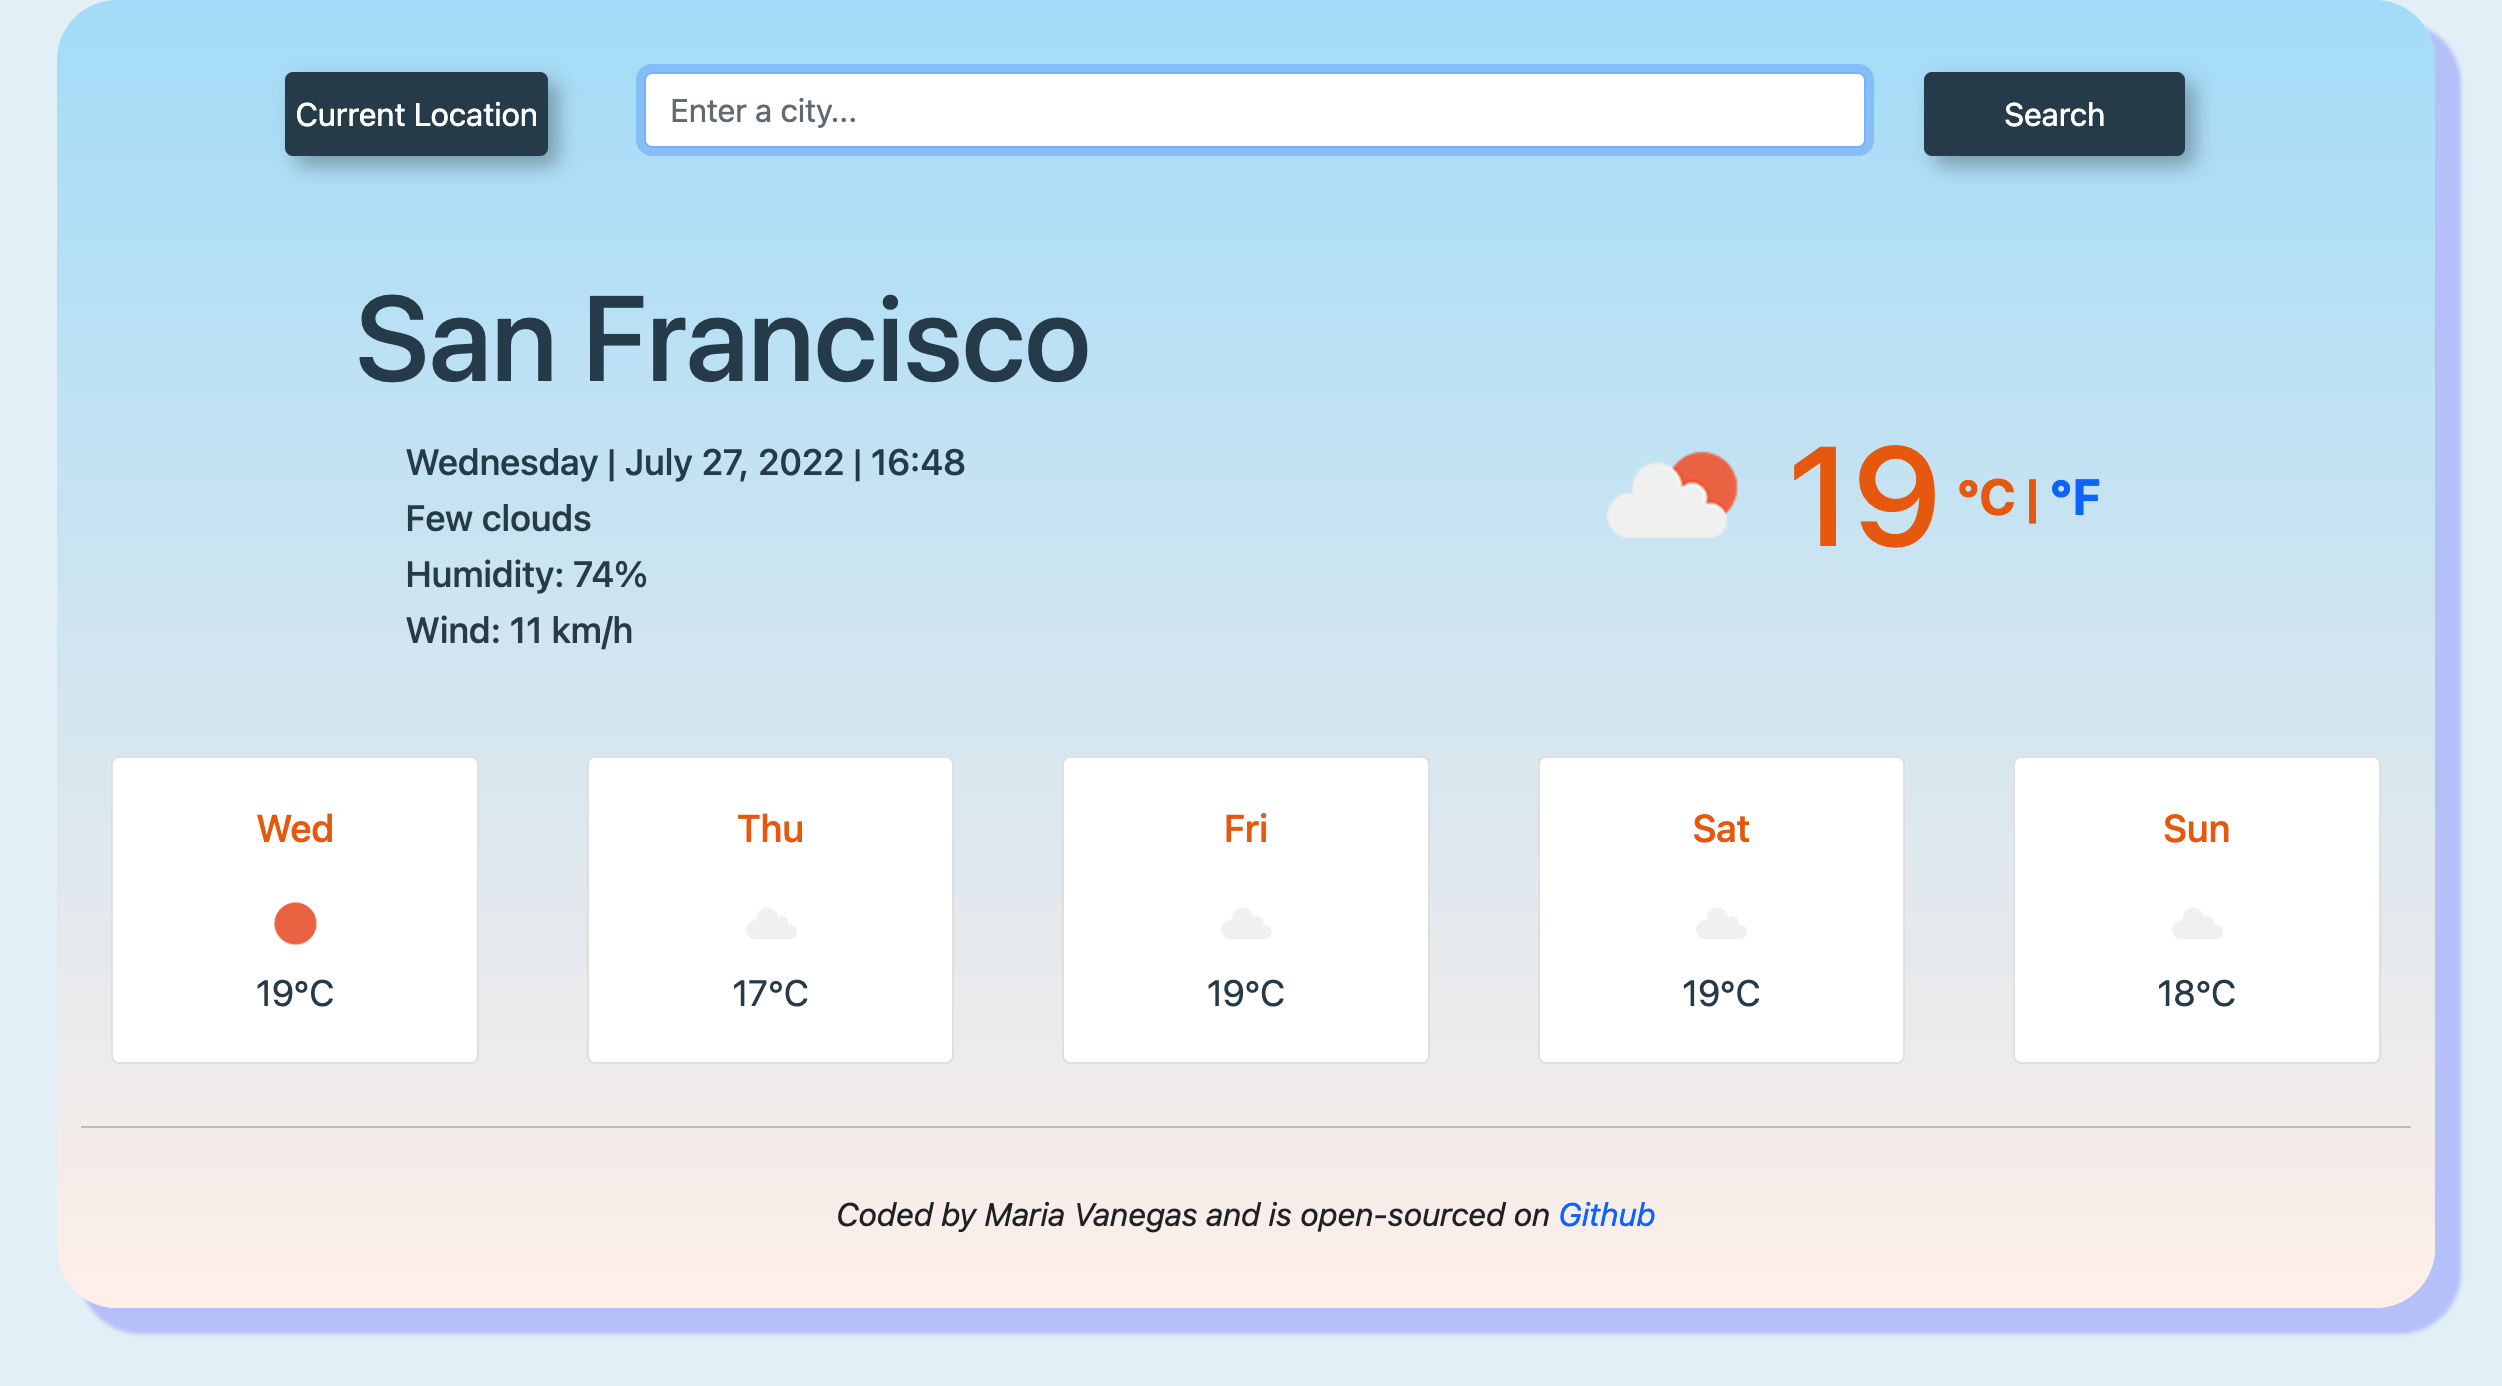 Current Location
Enter a city...
Search
San Francisco
Wednesday | July 27, 2022 | 16:48
Few clouds
Humidity: 74%
Wind: 11 km/h
19 °C | °F
Wed
19°C
Thu
17°C
Fri
19°C
Sat
19°C
Sun
18°C
Coded by Maria Vanegas and is open-sourced on Github